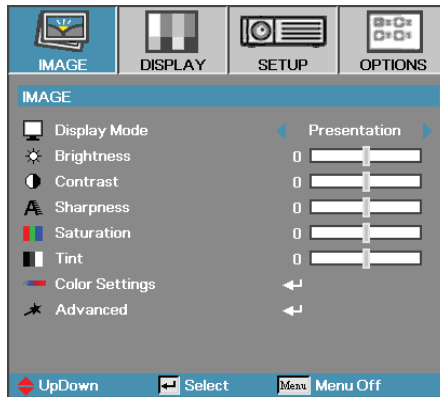 IMAGE DISPLAY SETUP OPTIONS
IMAGE
Display Mode Presentation
Brightness 0
Contrast 0
Sharpness 0
Saturation 0
Tint 0
Color Settings
Advanced
UpDown Select Menu Menu Off